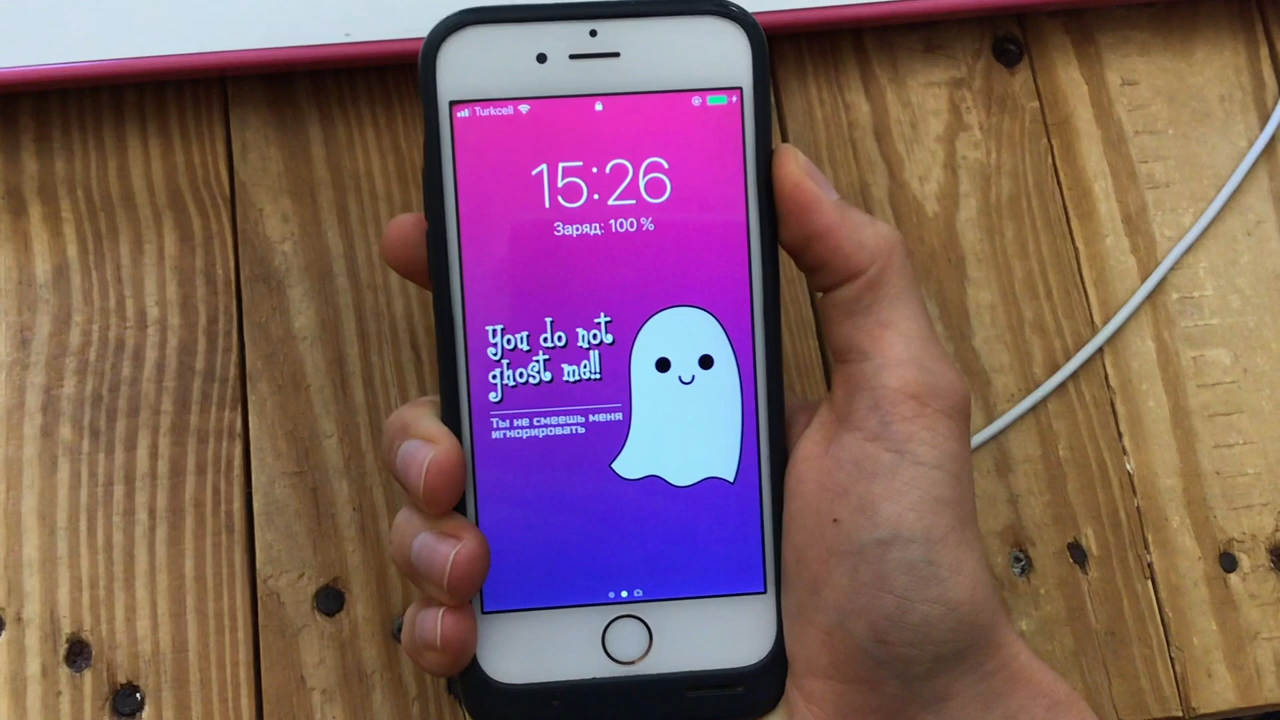 Turkcell
15:26
Заряд: 100 %
You do not
ghost me!!
Ты не смеешь меня
игнорировать